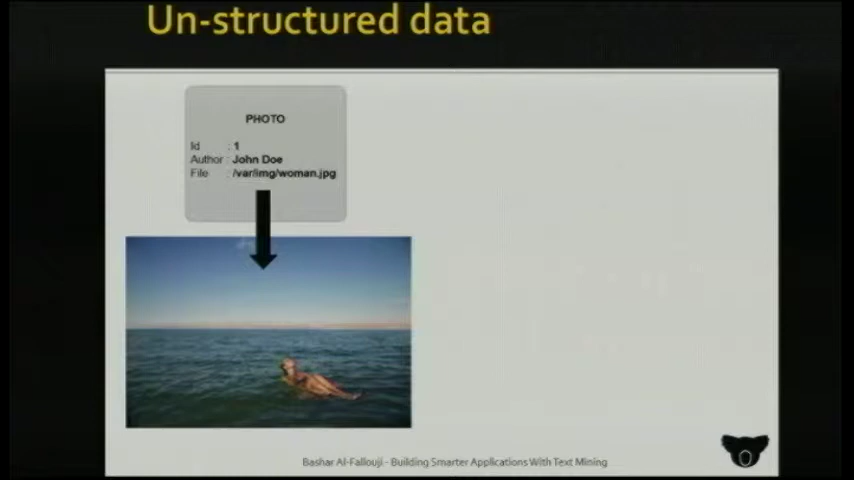 Un-structured data
PHOTO
Id : 1
Author : John Doe
File : /var/img/woman.jpg
Bashar Al-Fallouji - Building Smarter Applications With Text Mining